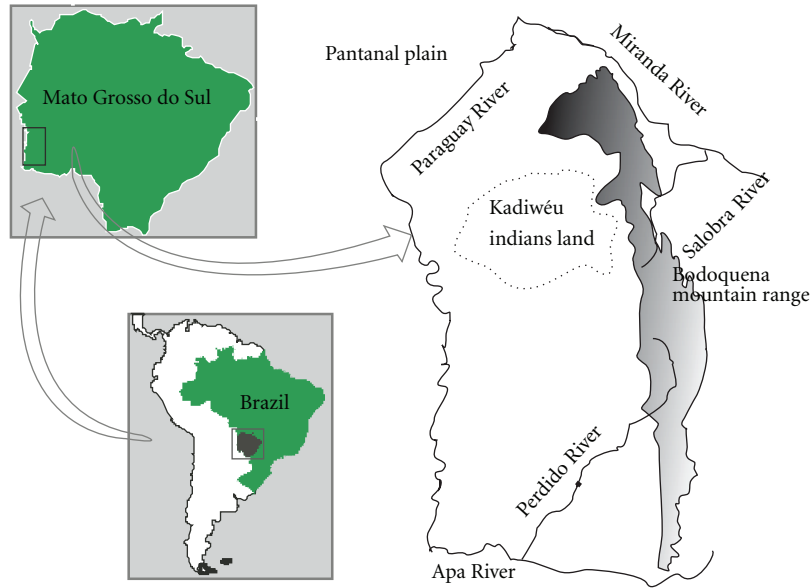 Mato Grosso do Sul
Brazil
Pantanal plain
Miranda River
Paraguay River
Kadiwéu
indians land
Salobra River
Bodoquena
mountain range
Perdido River
Apa River